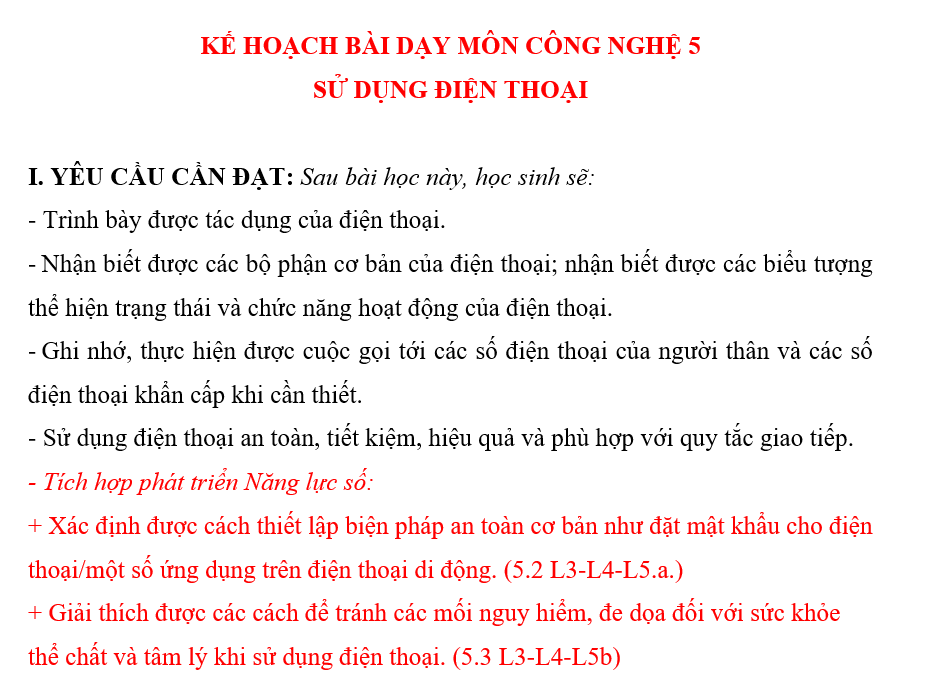 KẾ HOẠCH BÀI DẠY MÔN CÔNG NGHỆ 5
SỬ DỤNG ĐIỆN THOẠI
I. YÊU CẦU CẦN ĐẠT: Sau bài học này, học sinh sẽ:
- Trình bày được tác dụng của điện thoại.
- Nhận biết được các bộ phận cơ bản của điện thoại; nhận biết được các biểu tượng
thể hiện trạng thái và chức năng hoạt động của điện thoại.
- Ghi nhớ, thực hiện được cuộc gọi tới các số điện thoại của người thân và các số
điện thoại khẩn cấp khi cần thiết.
- Sử dụng điện thoại an toàn, tiết kiệm, hiệu quả và phù hợp với quy tắc giao tiếp.
- Tích hợp phát triển Năng lực số:
+ Xác định được cách thiết lập biện pháp an toàn cơ bản như đặt mật khẩu cho điện
thoại/một số ứng dụng trên điện thoại di động. (5.2 L3-L4-L5.a.)
+ Giải thích được các cách để tránh các mối nguy hiểm, đe dọa đối với sức khỏe
thể chất và tâm lý khi sử dụng điện thoại. (5.3 L3-L4-L5b)